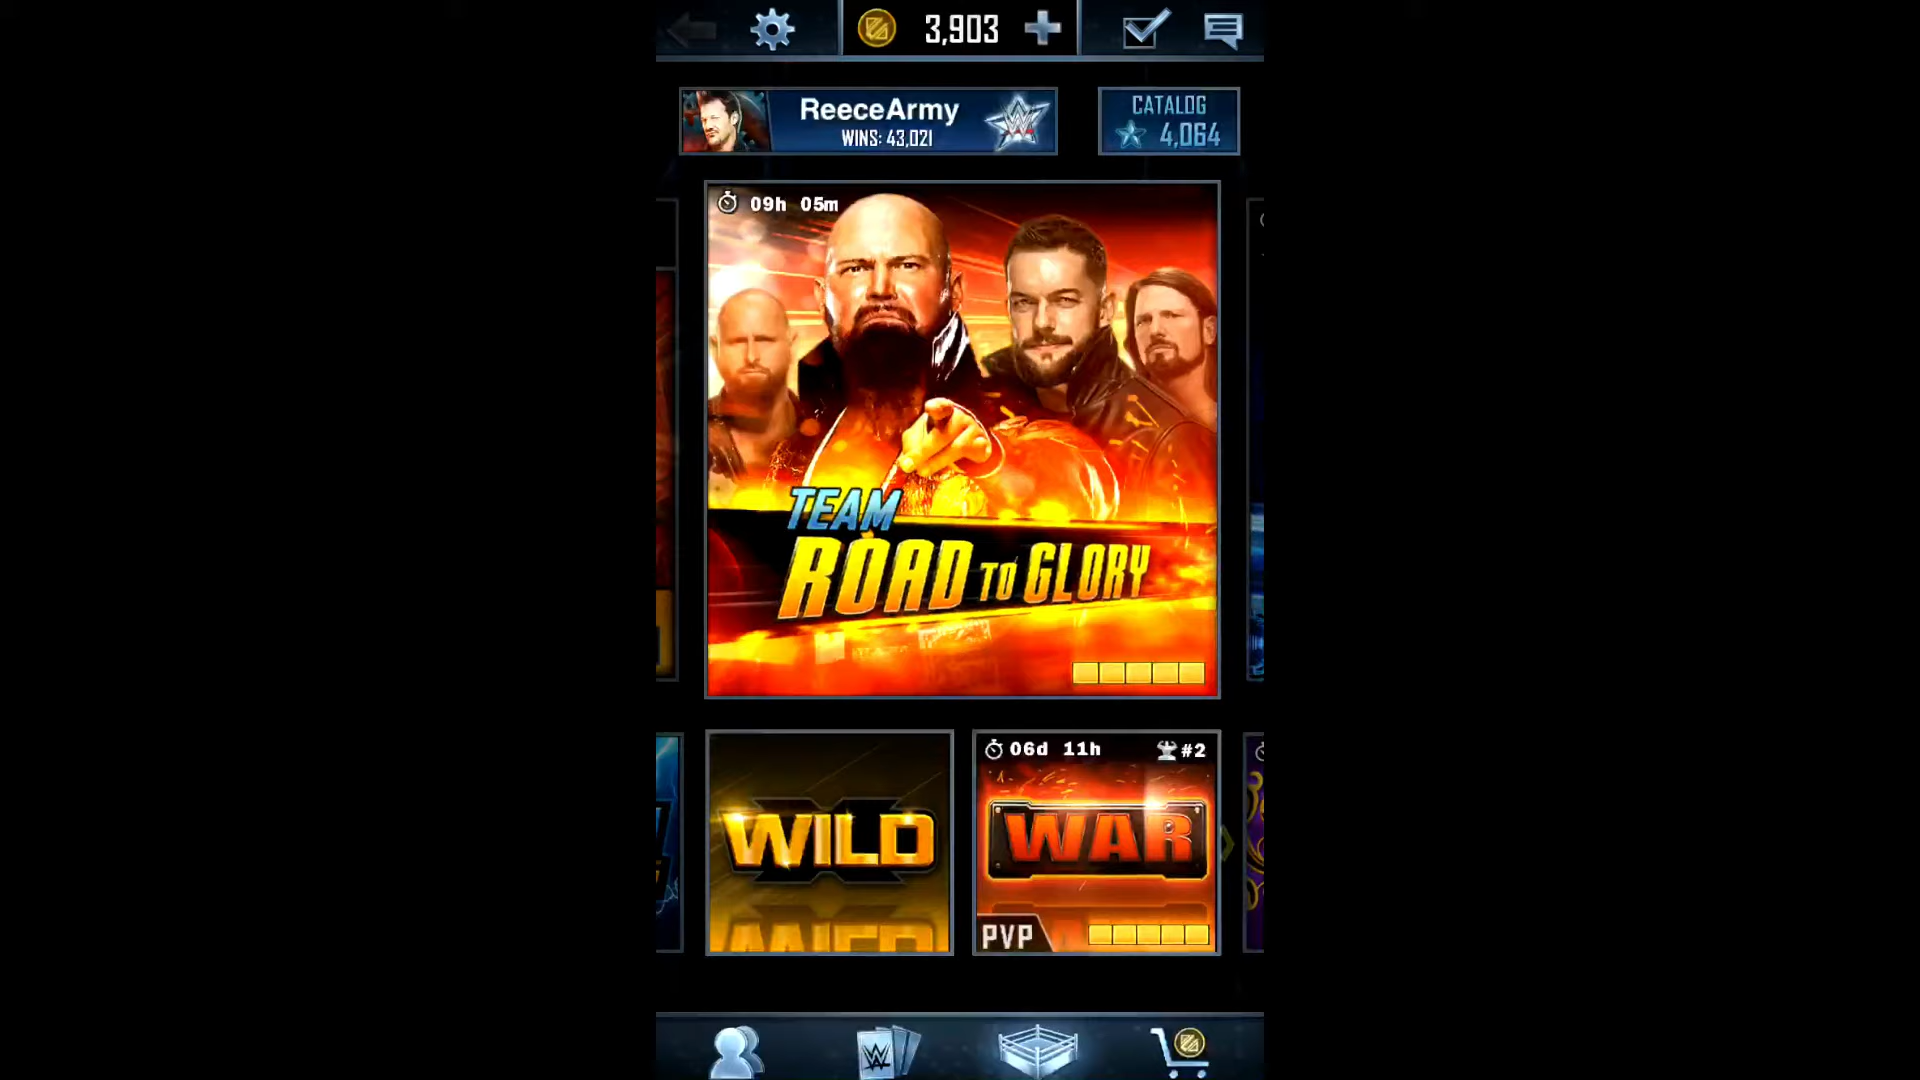 3,903
ReeceArmy
WINS: 43,021
CATALOG
4,064
09h 05m
TEAM
ROAD TO GLORY
WILD
06d 11h
#2
WAR
PVP